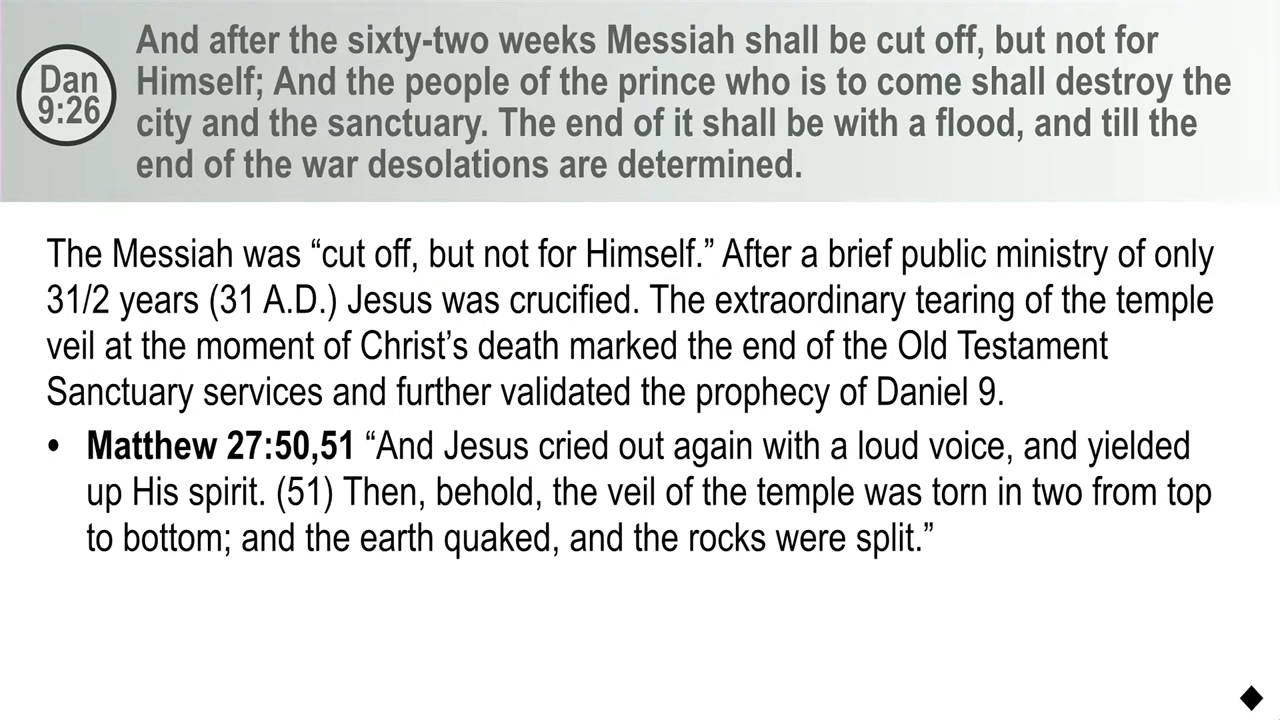 And after the sixty-two weeks Messiah shall be cut off, but not for
Dan
9:26
Himself; And the people of the prince who is to come shall destroy the
city and the sanctuary. The end of it shall be with a flood, and till the
end of the war desolations are determined.
The Messiah was “cut off, but not for Himself.” After a brief public ministry of only
31/2 years (31 A.D.) Jesus was crucified. The extraordinary tearing of the temple
veil at the moment of Christ’s death marked the end of the Old Testament
Sanctuary services and further validated the prophecy of Daniel 9.
• Matthew 27:50,51 “And Jesus cried out again with a loud voice, and yielded
up His spirit. (51) Then, behold, the veil of the temple was torn in two from top
to bottom; and the earth quaked, and the rocks were split.”